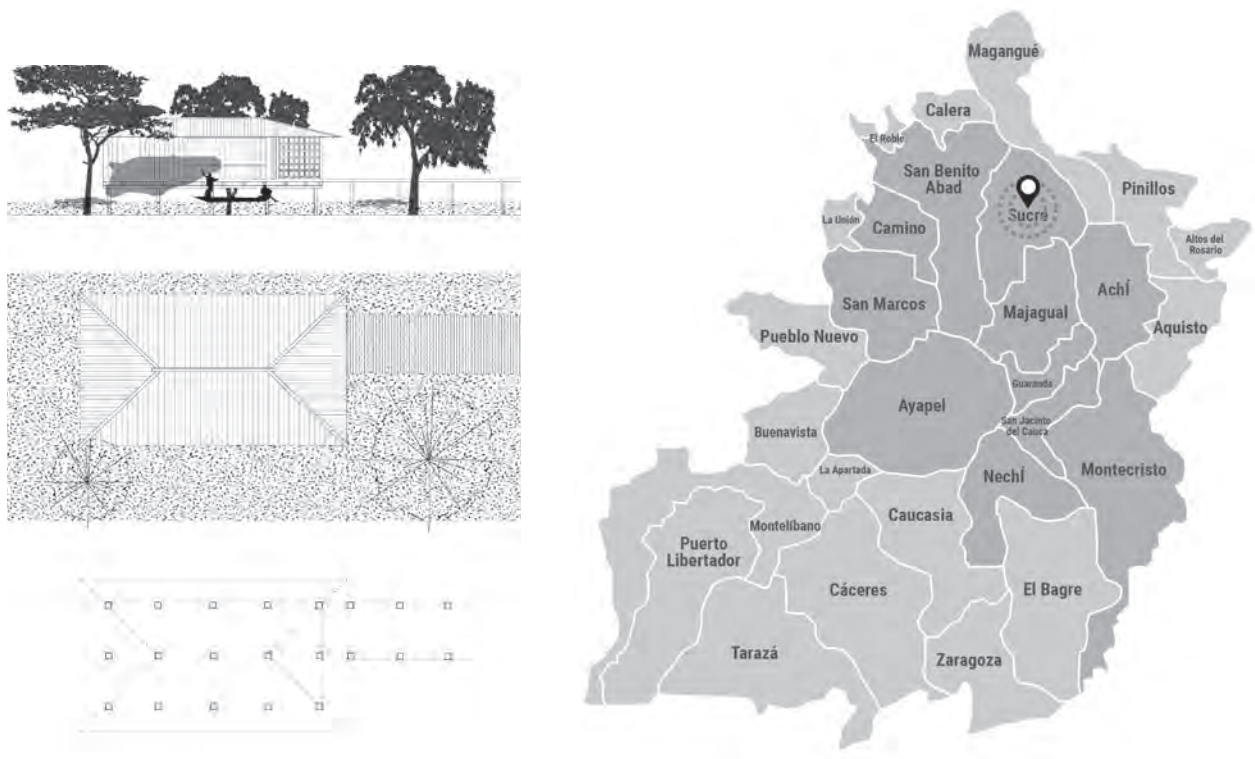 Magangué
Calera
El Roble
San Benito
Abad
Pinillos
Sucre
La Unión
Camino
Altos del
Rosario
San Marcos
Majagual
Achí
Pueblo Nuevo
Aquisto
Guaranda
Ayapel
San Jacinto
del Cauca
Buenavista
La Apartada
Nechí
Montecristo
Montelíbano
Caucasia
Puerto
Libertador
Cáceres
El Bagre
Tarazá
Zaragoza